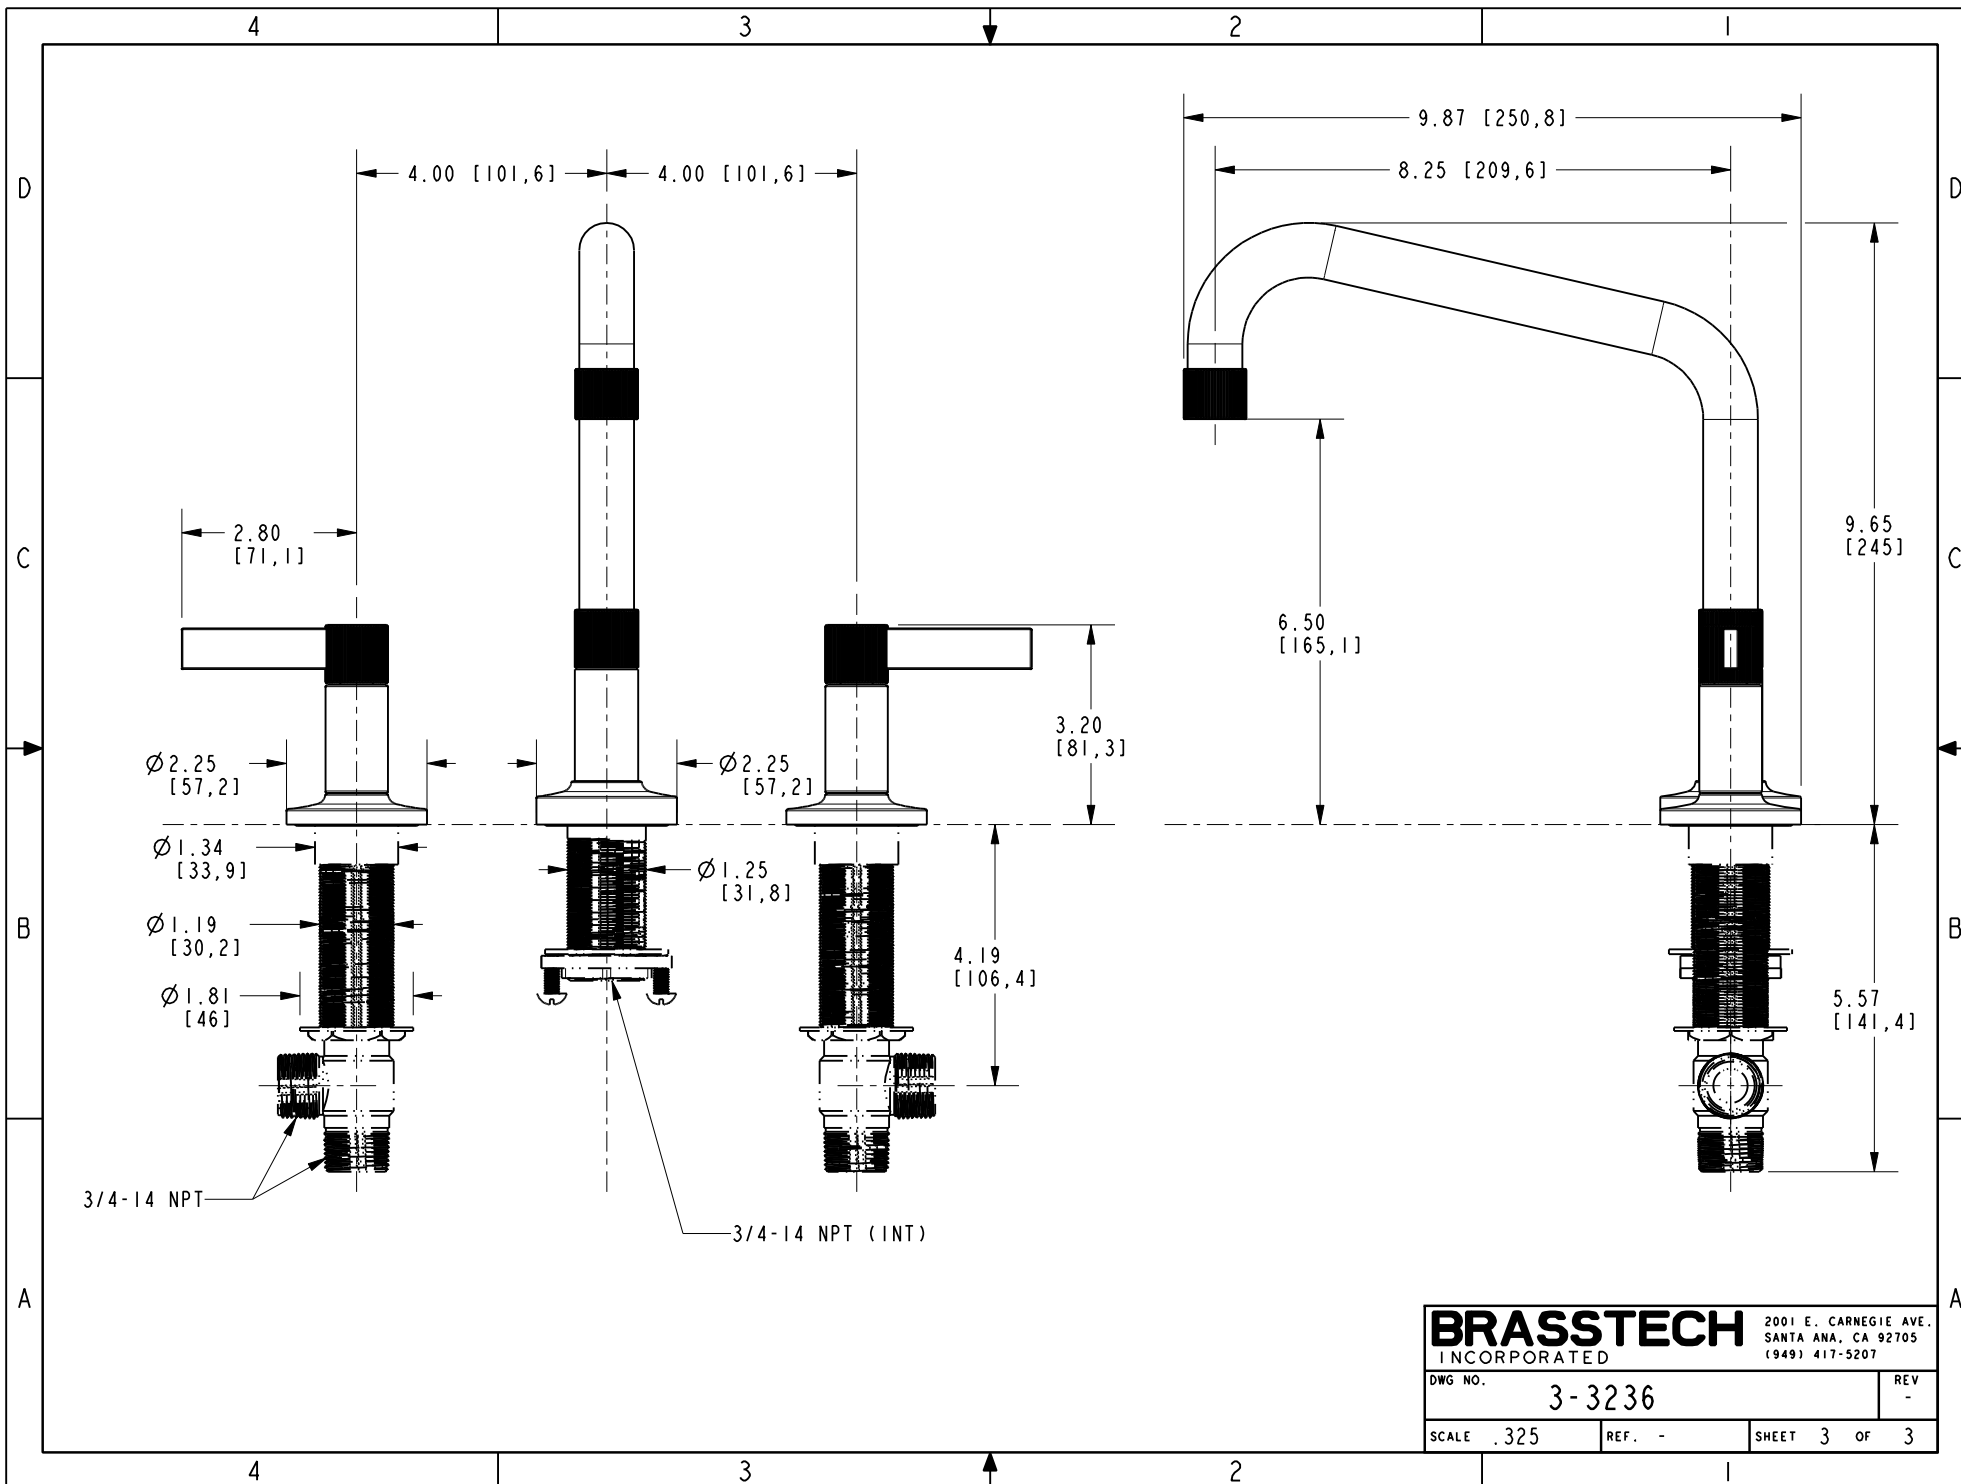 4 3 2 1
9.87 [250,8]
4.00 [101,6] 4.00 [101,6] 8.25 [209,6]
D D
2.80
[71,1]
9.65
[245]
C C
6.50
[165,1]
3.20
[81,3]
Ø2.25
[57,2]
Ø2.25
[57,2]
Ø1.34
[33,9]
Ø1.25
[31,8]
Ø1.19
[30,2]
B B
4.19
[106,4]
Ø1.81
[46]
5.57
[141,4]
3/4-14 NPT
3/4-14 NPT (INT)
A A
BRASSTECH
INCORPORATED
2001 E. CARNEGIE AVE.
SANTA ANA, CA 92705
(949) 417-5207
DWG NO.
3-3236
REV
-
SCALE .325 REF. - SHEET 3 OF 3
4 3 2 1